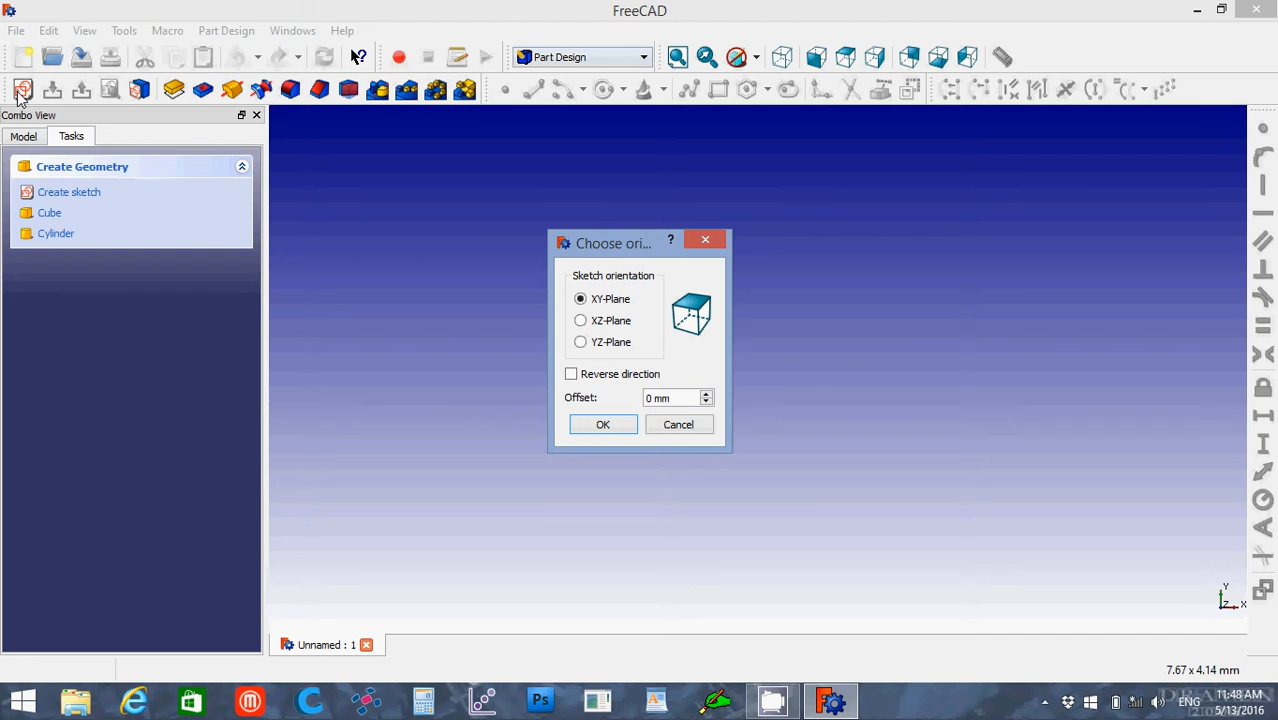 FreeCAD
File Edit View Tools Macro Part Design Windows Help
Part Design
Combo View
Model Tasks
Create Geometry
Create sketch
Cube
Cylinder
Choose ori...
?
Sketch orientation
XY-Plane
XZ-Plane
YZ-Plane
Reverse direction
Offset: 0 mm
OK Cancel
Y
Z X
Unnamed : 1
7.67 x 4.14 mm
Ps
ENG
11:48 AM
5/13/2016